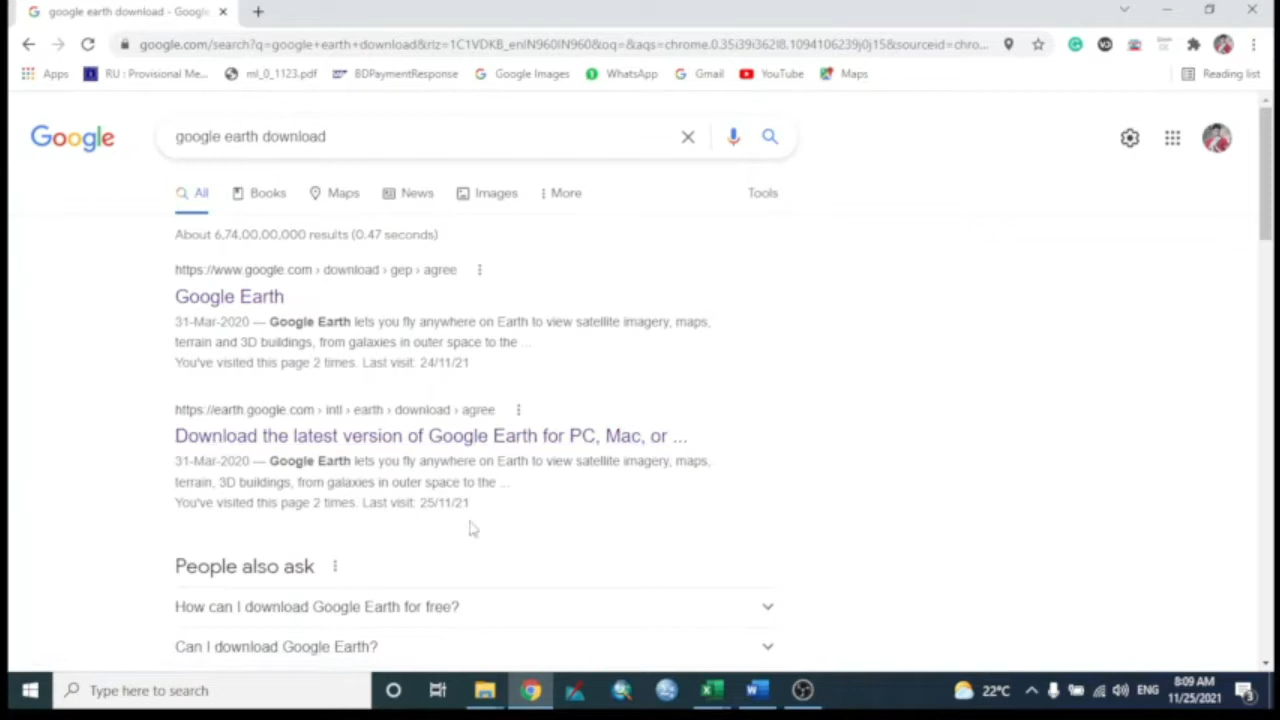 google earth download - Google
google.com/search?q=google+earth+download&rlz=1C1VDKB_enIN960IN960&oq=&aqs=chrome.0.35i39i362l8.1094106239j0j15&sourceid=chro...
Apps RU : Provisional Me... ml_0_1123.pdf BDPaymentResponse Google Images WhatsApp Gmail YouTube Maps Reading list
Google google earth download
All Books Maps News Images More Tools
About 6,74,00,00,000 results (0.47 seconds)
https://www.google.com › download › gep › agree
Google Earth
31-Mar-2020 — Google Earth lets you fly anywhere on Earth to view satellite imagery, maps,
terrain and 3D buildings, from galaxies in outer space to the ...
You've visited this page 2 times. Last visit: 24/11/21
https://earth.google.com › intl › earth › download › agree
Download the latest version of Google Earth for PC, Mac, or ...
31-Mar-2020 — Google Earth lets you fly anywhere on Earth to view satellite imagery, maps,
terrain, 3D buildings, from galaxies in outer space to the ...
You've visited this page 2 times. Last visit: 25/11/21
People also ask
How can I download Google Earth for free?
Can I download Google Earth?
Type here to search 22°C ENG 8:09 AM
11/25/2021 3